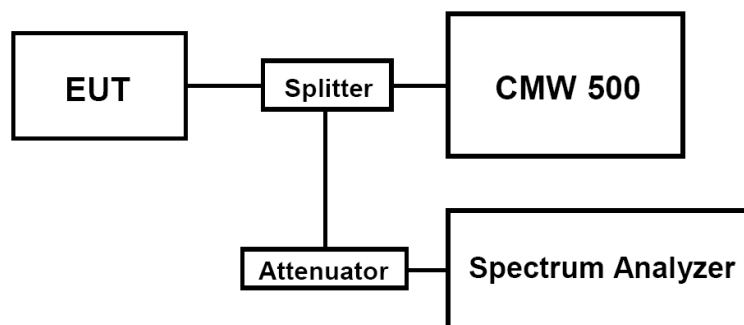 EUT
Splitter
CMW 500
Attenuator
Spectrum Analyzer